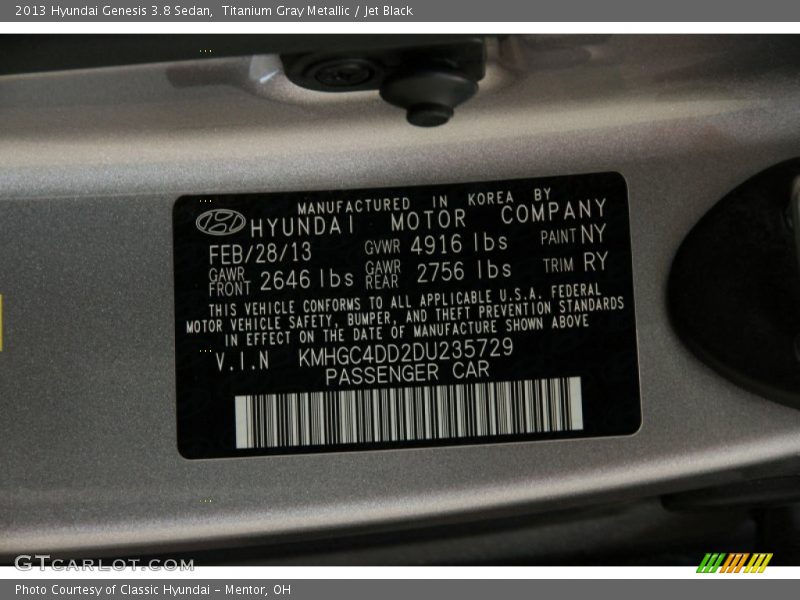 2013 Hyundai Genesis 3.8 Sedan,  Titanium Gray Metallic / Jet Black
MANUFACTURED IN KOREA BY
HYUNDAI MOTOR COMPANY
FEB/28/13 GVWR 4916 lbs PAINT NY
GAWR FRONT 2646 lbs GAWR REAR 2756 lbs TRIM RY
THIS VEHICLE CONFORMS TO ALL APPLICABLE U.S.A. FEDERAL
MOTOR VEHICLE SAFETY, BUMPER, AND THEFT PREVENTION STANDARDS
IN EFFECT ON THE DATE OF MANUFACTURE SHOWN ABOVE
V.I.N KMHGC4DD2DU235729
PASSENGER CAR
GTCARLOT.COM
Photo Courtesy of Classic Hyundai - Mentor, OH